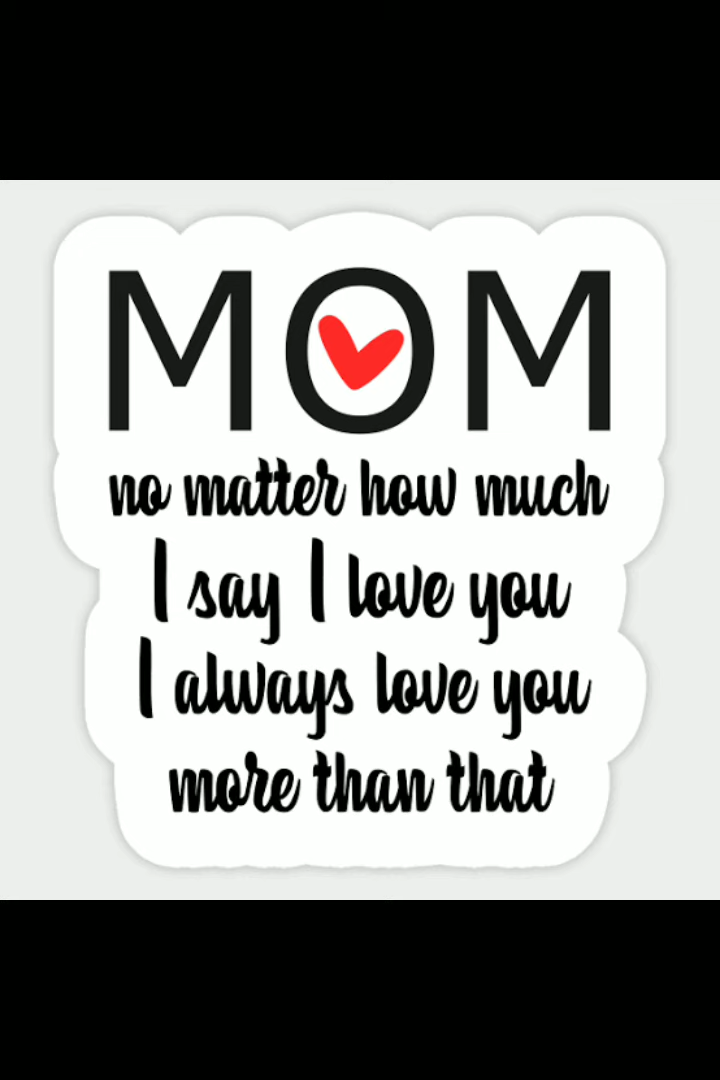 MOM
no matter how much
I say I love you
I always love you
more than that